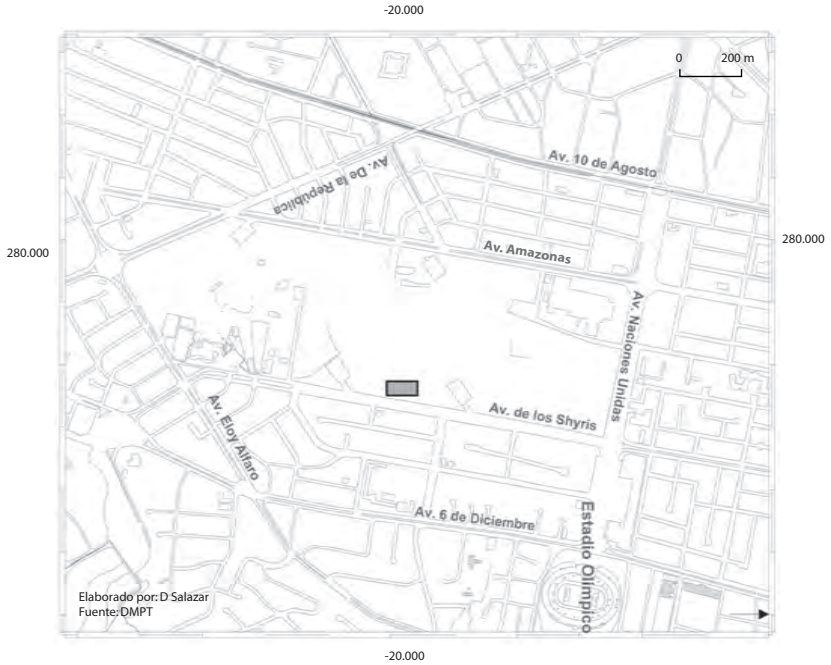 -20.000
0 200 m
Av. 10 de Agosto
Av. De la República
280.000
280.000
Av. Amazonas
Av. Naciones Unidas
Av. de los Shyris
Av. Eloy Alfaro
Av. 6 de Diciembre
Estadio Olímpico
Elaborado por: D Salazar
Fuente: DMPT
-20.000